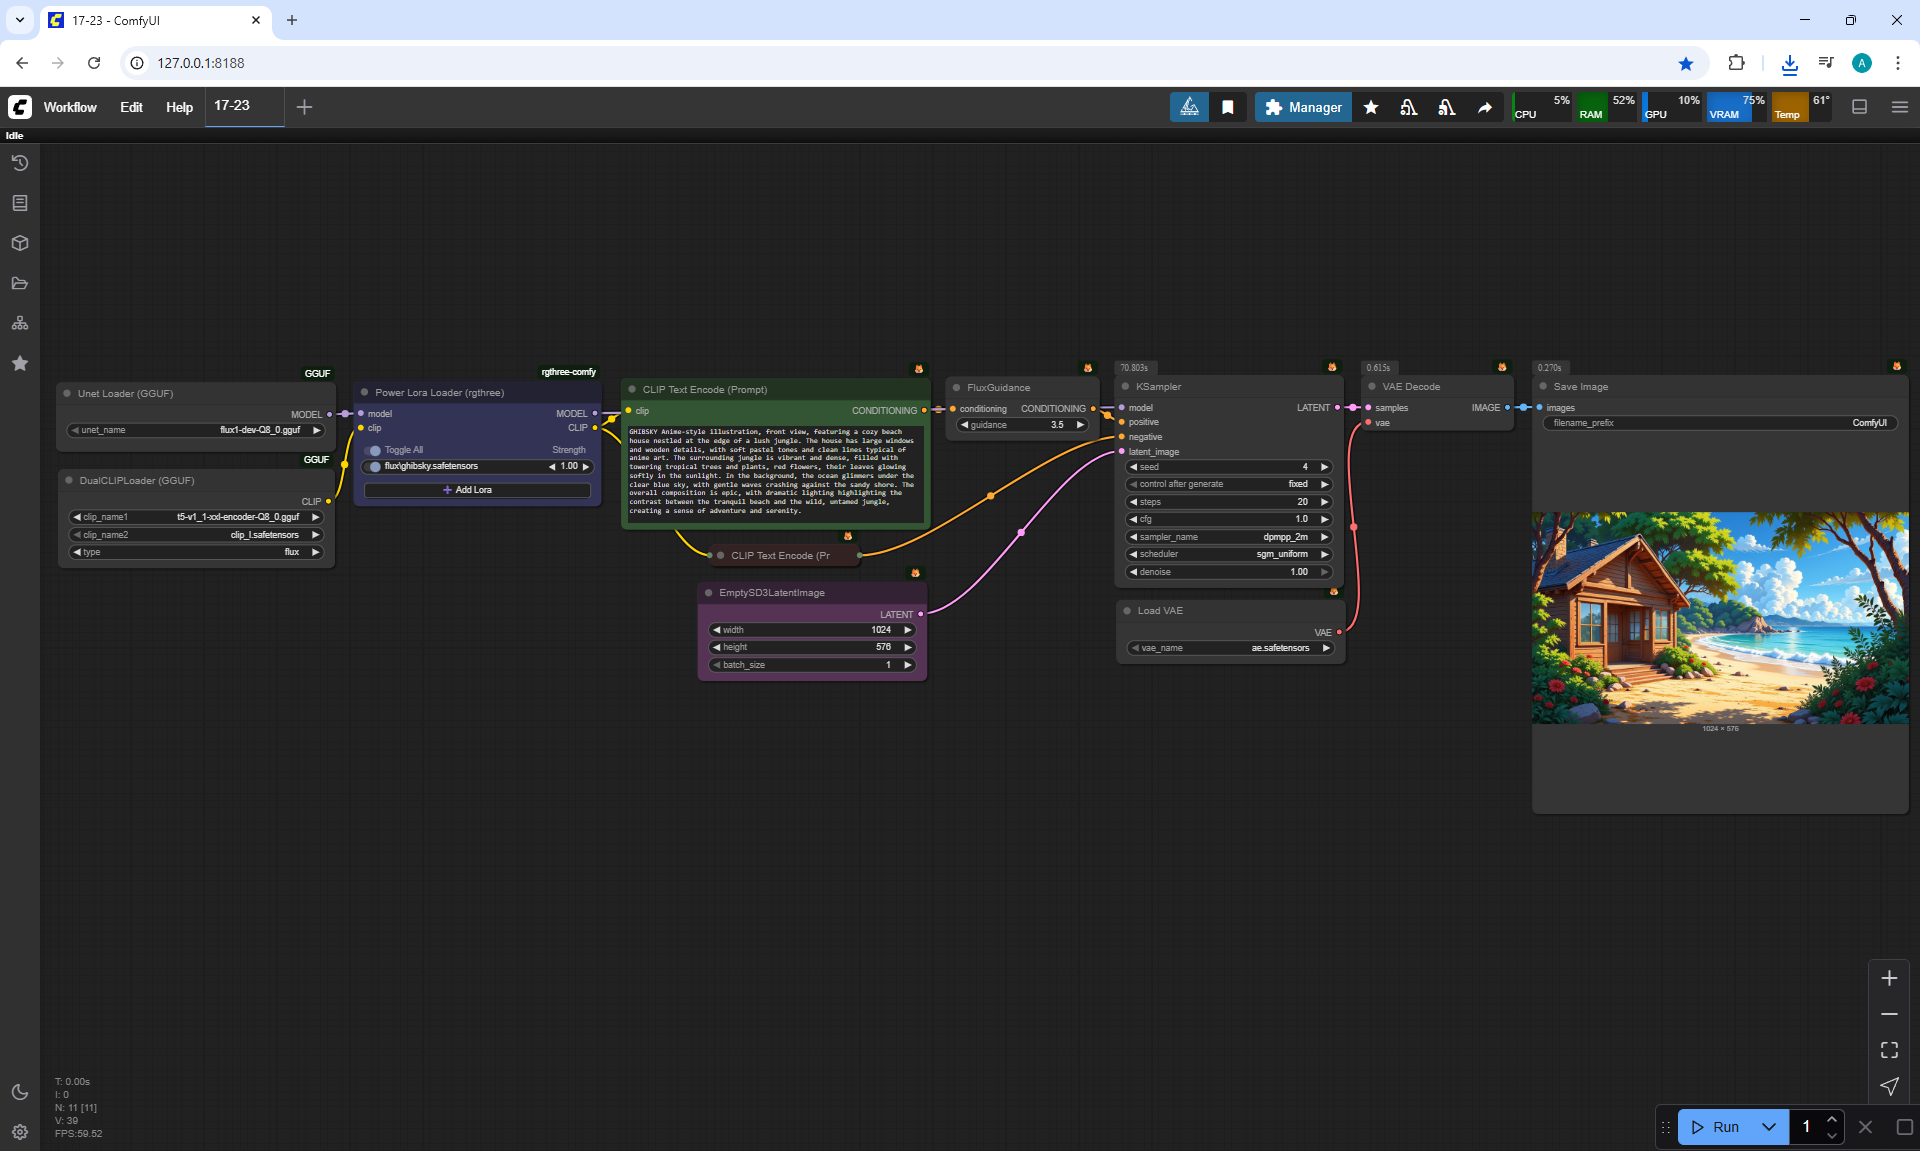 17-23 - ComfyUI
127.0.0.1:8188
Workflow Edit Help 17-23
Manager
CPU 5% RAM 52% GPU 10% VRAM 75% Temp 61°
Idle
GGUF
Unet Loader (GGUF)
MODEL
unet_name flux1-dev-Q8_0.gguf
GGUF
DualCLIPLoader (GGUF)
CLIP
clip_name1 t5-v1_1-xxl-encoder-Q8_0.gguf
clip_name2 clip_l.safetensors
type flux
rgthree-comfy
Power Lora Loader (rgthree)
model MODEL
clip CLIP
Toggle All Strength
flux\ghibsky.safetensors 1.00
+ Add Lora
CLIP Text Encode (Prompt)
clip CONDITIONING
GHIBSKY Anime-style illustration, front view, featuring a cozy beach
house nestled at the edge of a lush jungle. The house has large windows
and wooden details, with soft pastel tones and clean lines typical of
anime art. The surrounding jungle is vibrant and dense, filled with
towering tropical trees and plants, red flowers, their leaves glowing
softly in the sunlight. In the background, the ocean glimmers under the
clear blue sky, with gentle waves crashing against the sandy shore. The
overall composition is epic, with dramatic lighting highlighting the
contrast between the tranquil beach and the wild, untamed jungle,
creating a sense of adventure and serenity.
CLIP Text Encode (Pr
EmptySD3LatentImage
LATENT
width 1024
height 576
batch_size 1
FluxGuidance
conditioning CONDITIONING
guidance 3.5
70.803s
KSampler
model LATENT
positive
negative
latent_image
seed 4
control after generate fixed
steps 20
cfg 1.0
sampler_name dpmpp_2m
scheduler sgm_uniform
denoise 1.00
Load VAE
VAE
vae_name ae.safetensors
0.615s
VAE Decode
samples IMAGE
vae
0.270s
Save Image
images
filename_prefix ComfyUI
1024 × 576
T: 0.00s
I: 0
N: 11 [11]
V: 39
FPS:59.52
Run 1
A